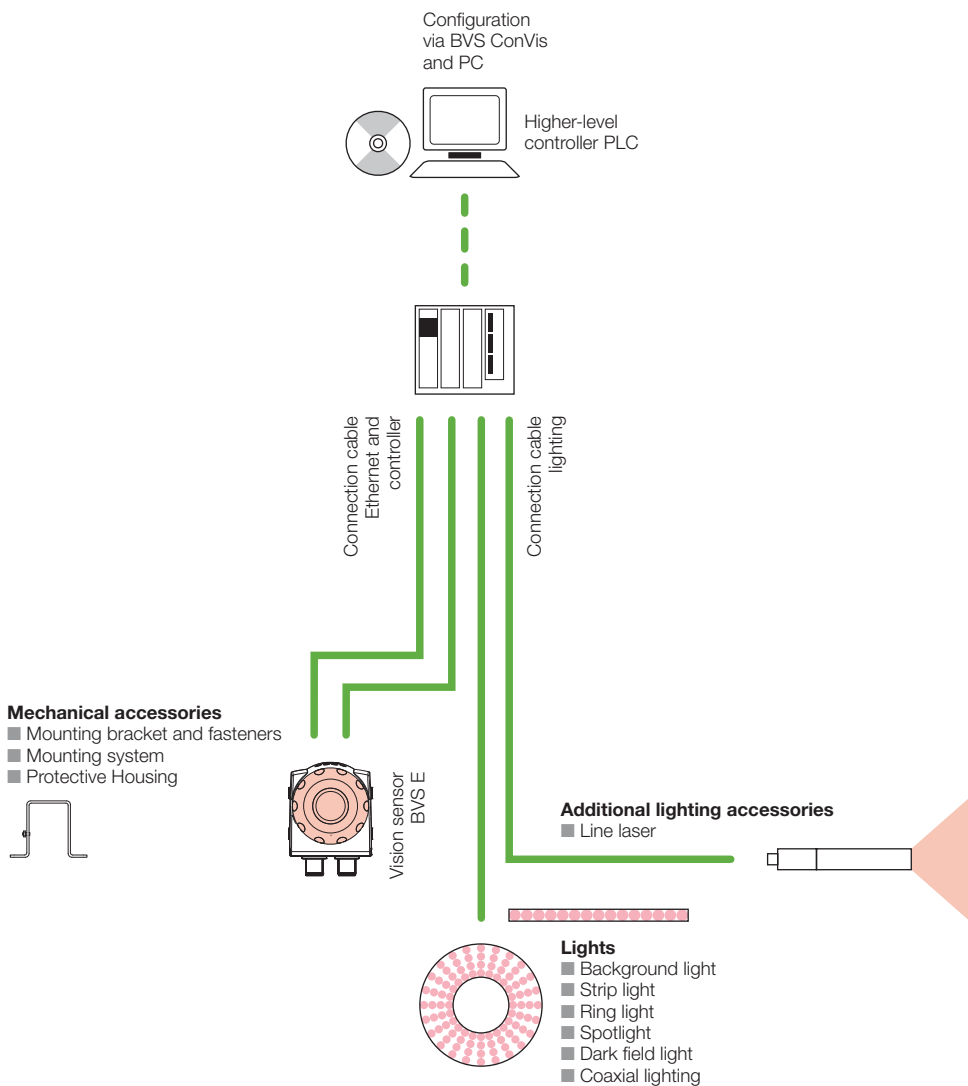 Configuration
via BVS ConVis
and PC
Higher-level
controller PLC
Connection cable
Ethernet and
controller
Connection cable
lighting
Mechanical accessories
Mounting bracket and fasteners
Mounting system
Protective Housing
Vision sensor
BVS E
Additional lighting accessories
Line laser
Lights
Background light
Strip light
Ring light
Spotlight
Dark field light
Coaxial lighting